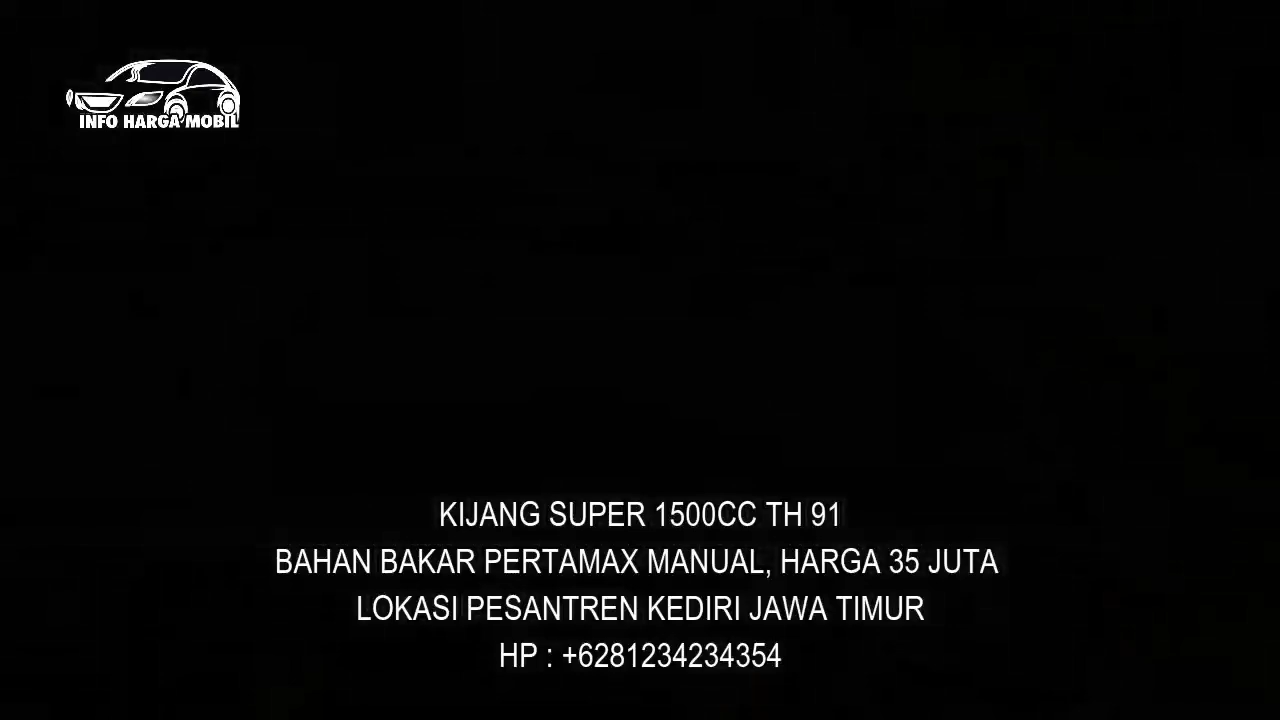 INFO HARGA MOBIL
KIJANG SUPER 1500CC TH 91
BAHAN BAKAR PERTAMAX MANUAL, HARGA 35 JUTA
LOKASI PESANTREN KEDIRI JAWA TIMUR
HP : +6281234234354